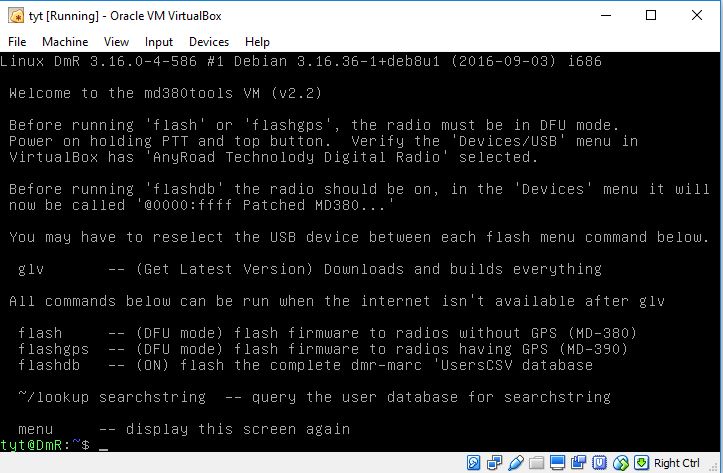 tyt [Running] - Oracle VM VirtualBox
File Machine View Input Devices Help
Linux DmR 3.16.0-4-586 #1 Debian 3.16.36-1+deb8u1 (2016-09-03) i686
Welcome to the md380tools VM (v2.2)
Before running 'flash' or 'flashgps', the radio must be in DFU mode.
Power on holding PTT and top button.  Verify the 'Devices/USB' menu in
VirtualBox has 'AnyRoad Technolody Digital Radio' selected.
Before running 'flashdb' the radio should be on, in the 'Devices' menu it will
now be called '@0000:ffff Patched MD380...'
You may have to reselect the USB device between each flash menu command below.
glv       -- (Get Latest Version) Downloads and builds everything
All commands below can be run when the internet isn't available after glv
flash     -- (DFU mode) flash firmware to radios without GPS (MD-380)
flashgps  -- (DFU mode) flash firmware to radios having GPS (MD-390)
flashdb   -- (ON) flash the complete dmr-marc 'UsersCSV database
~/lookup searchstring  -- query the user database for searchstring
menu     -- display this screen again
tyt@DmR:~$ _
Right Ctrl